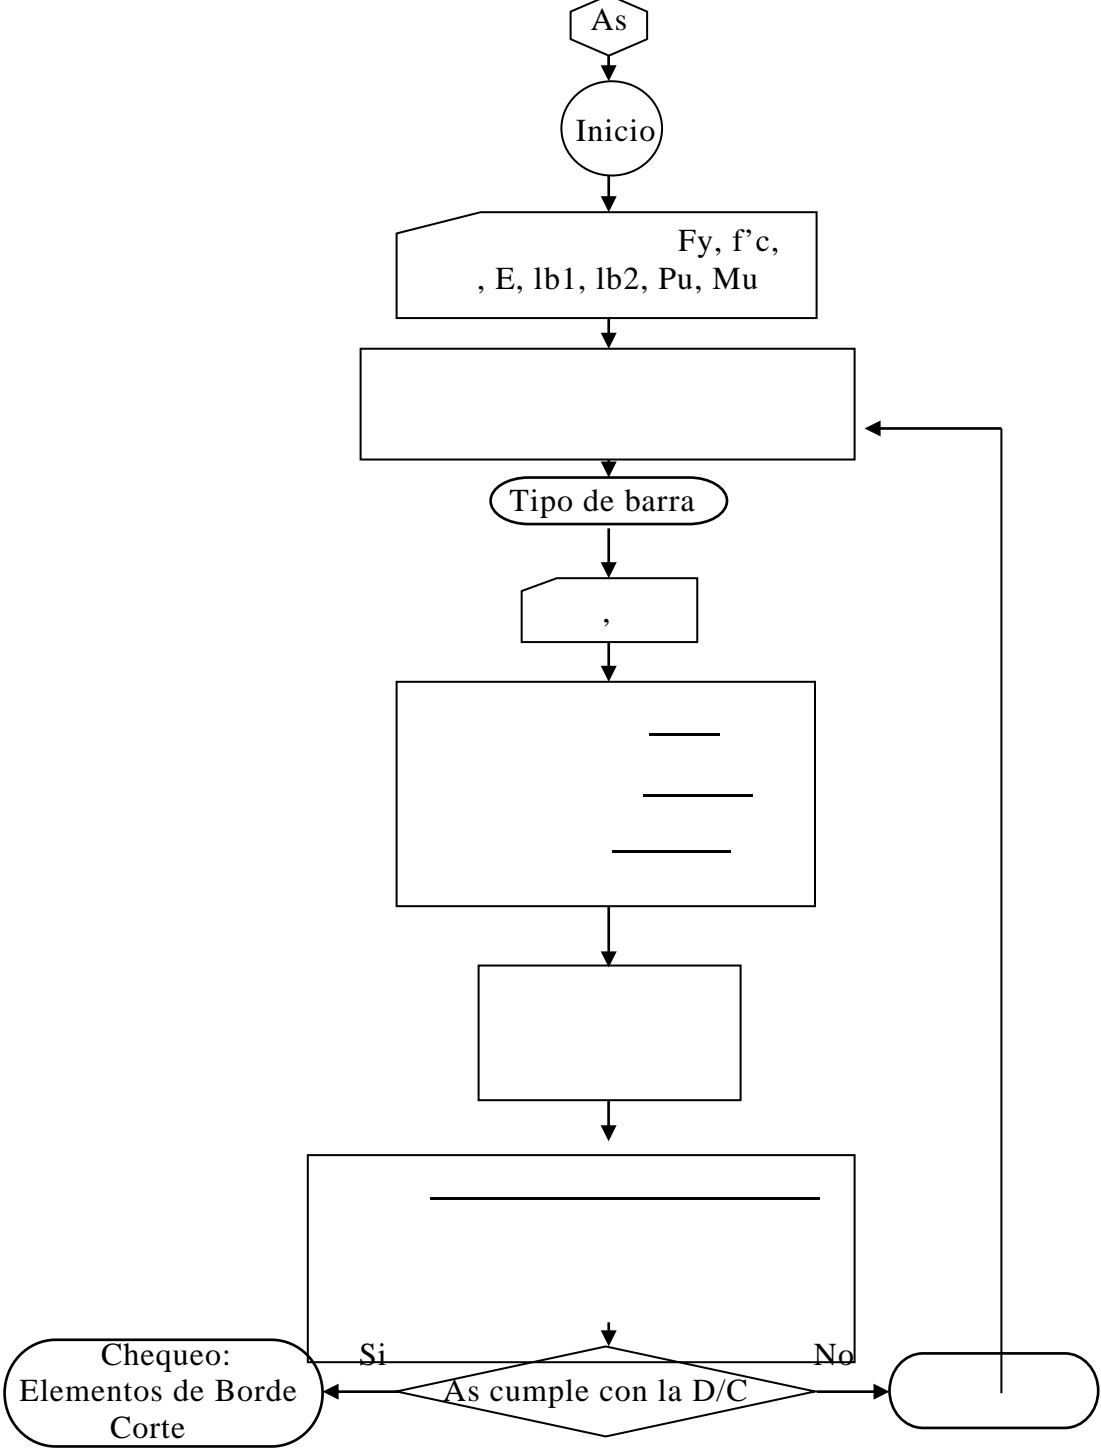 As
Inicio
Fy, f’c,
, E, lb1, lb2, Pu, Mu
Tipo de barra
,
Si
No
Chequeo:
Elementos de Borde
Corte
As cumple con la D/C